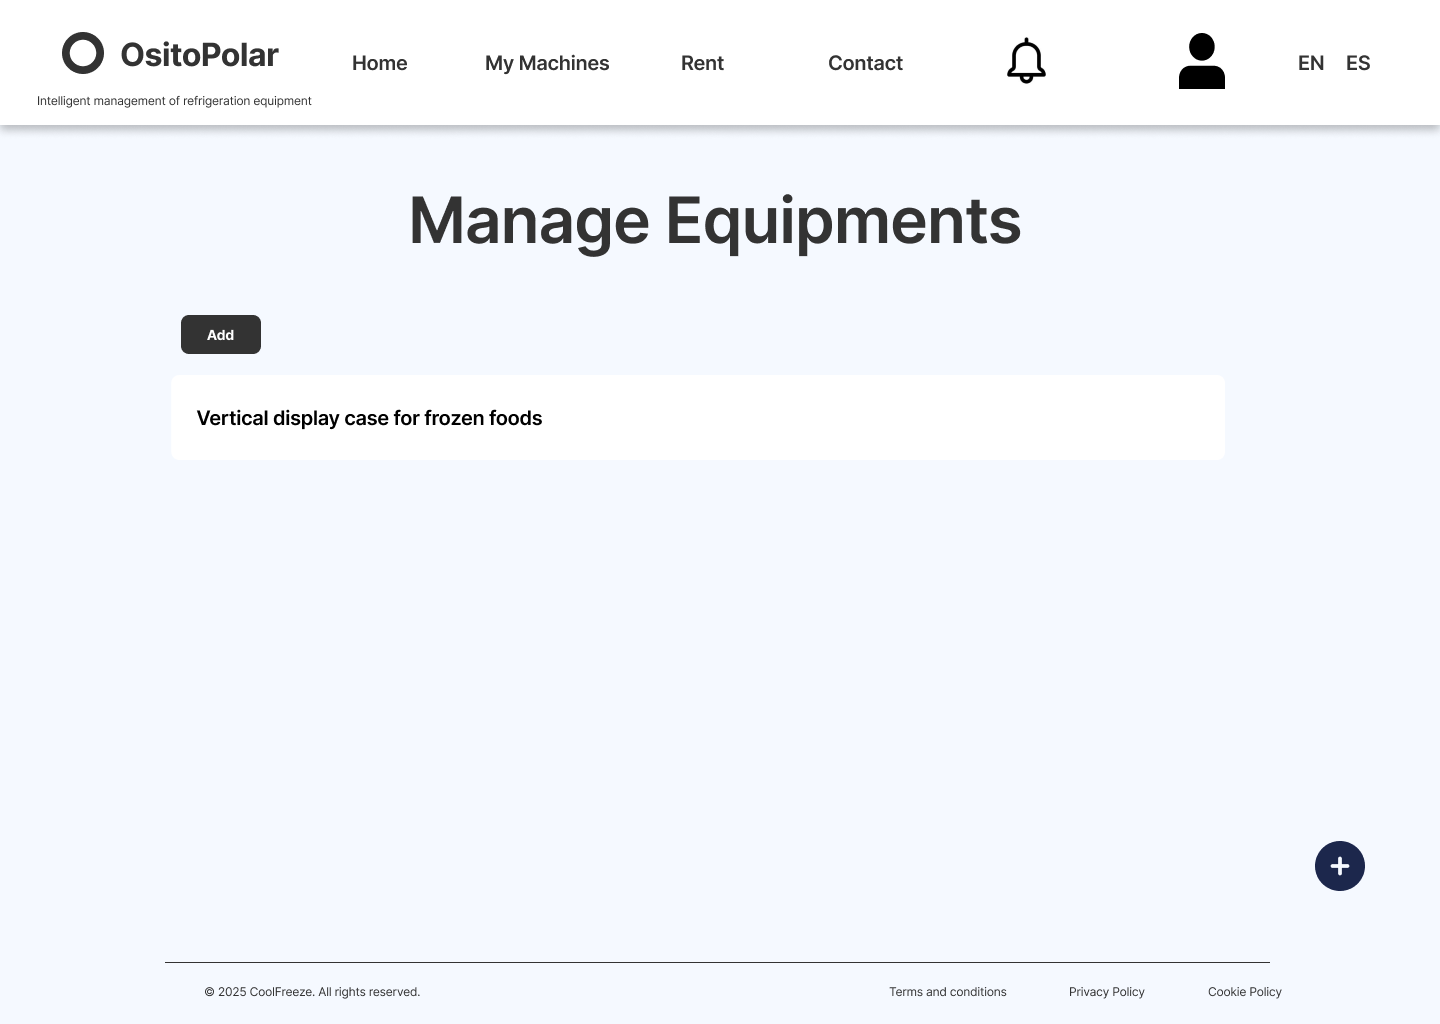 OsitoPolar
Intelligent management of refrigeration equipment
Home
My Machines
Rent
Contact
EN
ES
Manage Equipments
Add
Vertical display case for frozen foods
© 2025 CoolFreeze. All rights reserved.
Terms and conditions
Privacy Policy
Cookie Policy